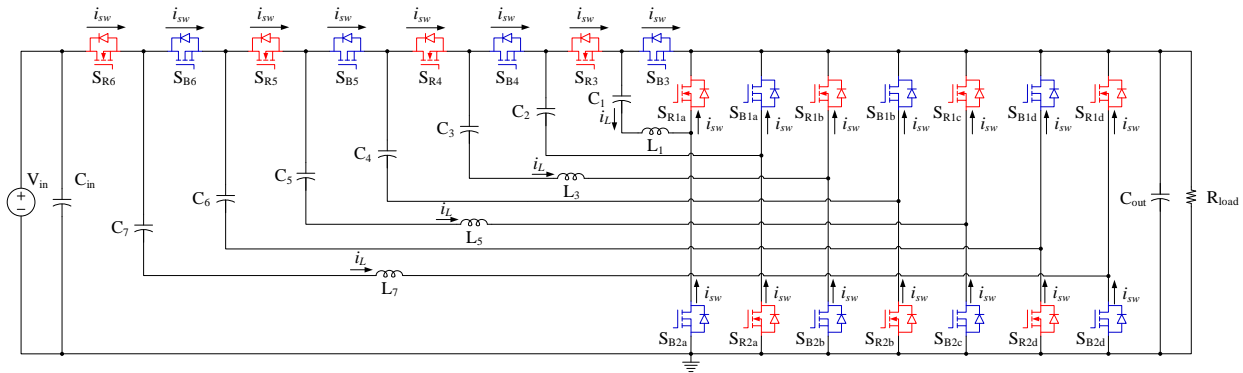 i_sw i_sw i_sw i_sw i_sw i_sw i_sw i_sw
S_R6 S_B6 S_R5 S_B5 S_R4 S_B4 S_R3 S_B3
C_1
S_R1a S_B1a S_R1b S_B1b S_R1c S_B1d S_R1d
C_2
i_L
i_sw i_sw i_sw i_sw i_sw i_sw i_sw
C_3
L_1
C_4
i_L
C_5
L_3
V_in C_in
C_6
C_out R_load
i_L
C_7
L_5
i_L
L_7
i_sw i_sw i_sw i_sw i_sw i_sw i_sw
S_B2a S_R2a S_B2b S_R2b S_B2c S_R2d S_B2d